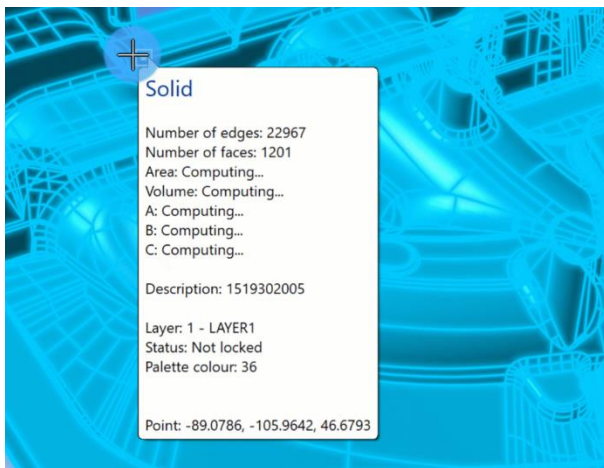 Solid
Number of edges: 22967
Number of faces: 1201
Area: Computing...
Volume: Computing...
A: Computing...
B: Computing...
C: Computing...
Description: 1519302005
Layer: 1 - LAYER1
Status: Not locked
Palette colour: 36
Point: -89.0786, -105.9642, 46.6793